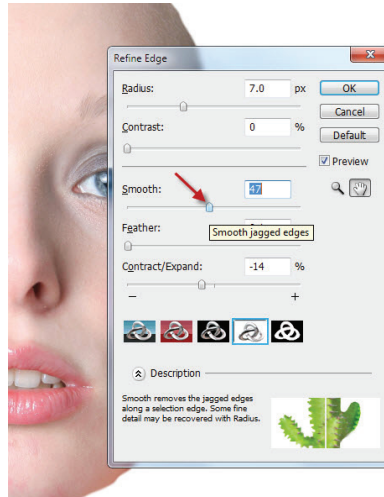 Refine Edge
Radius: 7.0 px OK
Cancel
Contrast: 0 % Default
Preview
Smooth: 47
Feather:
Smooth jagged edges
Contract/Expand: -14 %
− +
Description
Smooth removes the jagged edges
along a selection edge. Some fine
detail may be recovered with Radius.